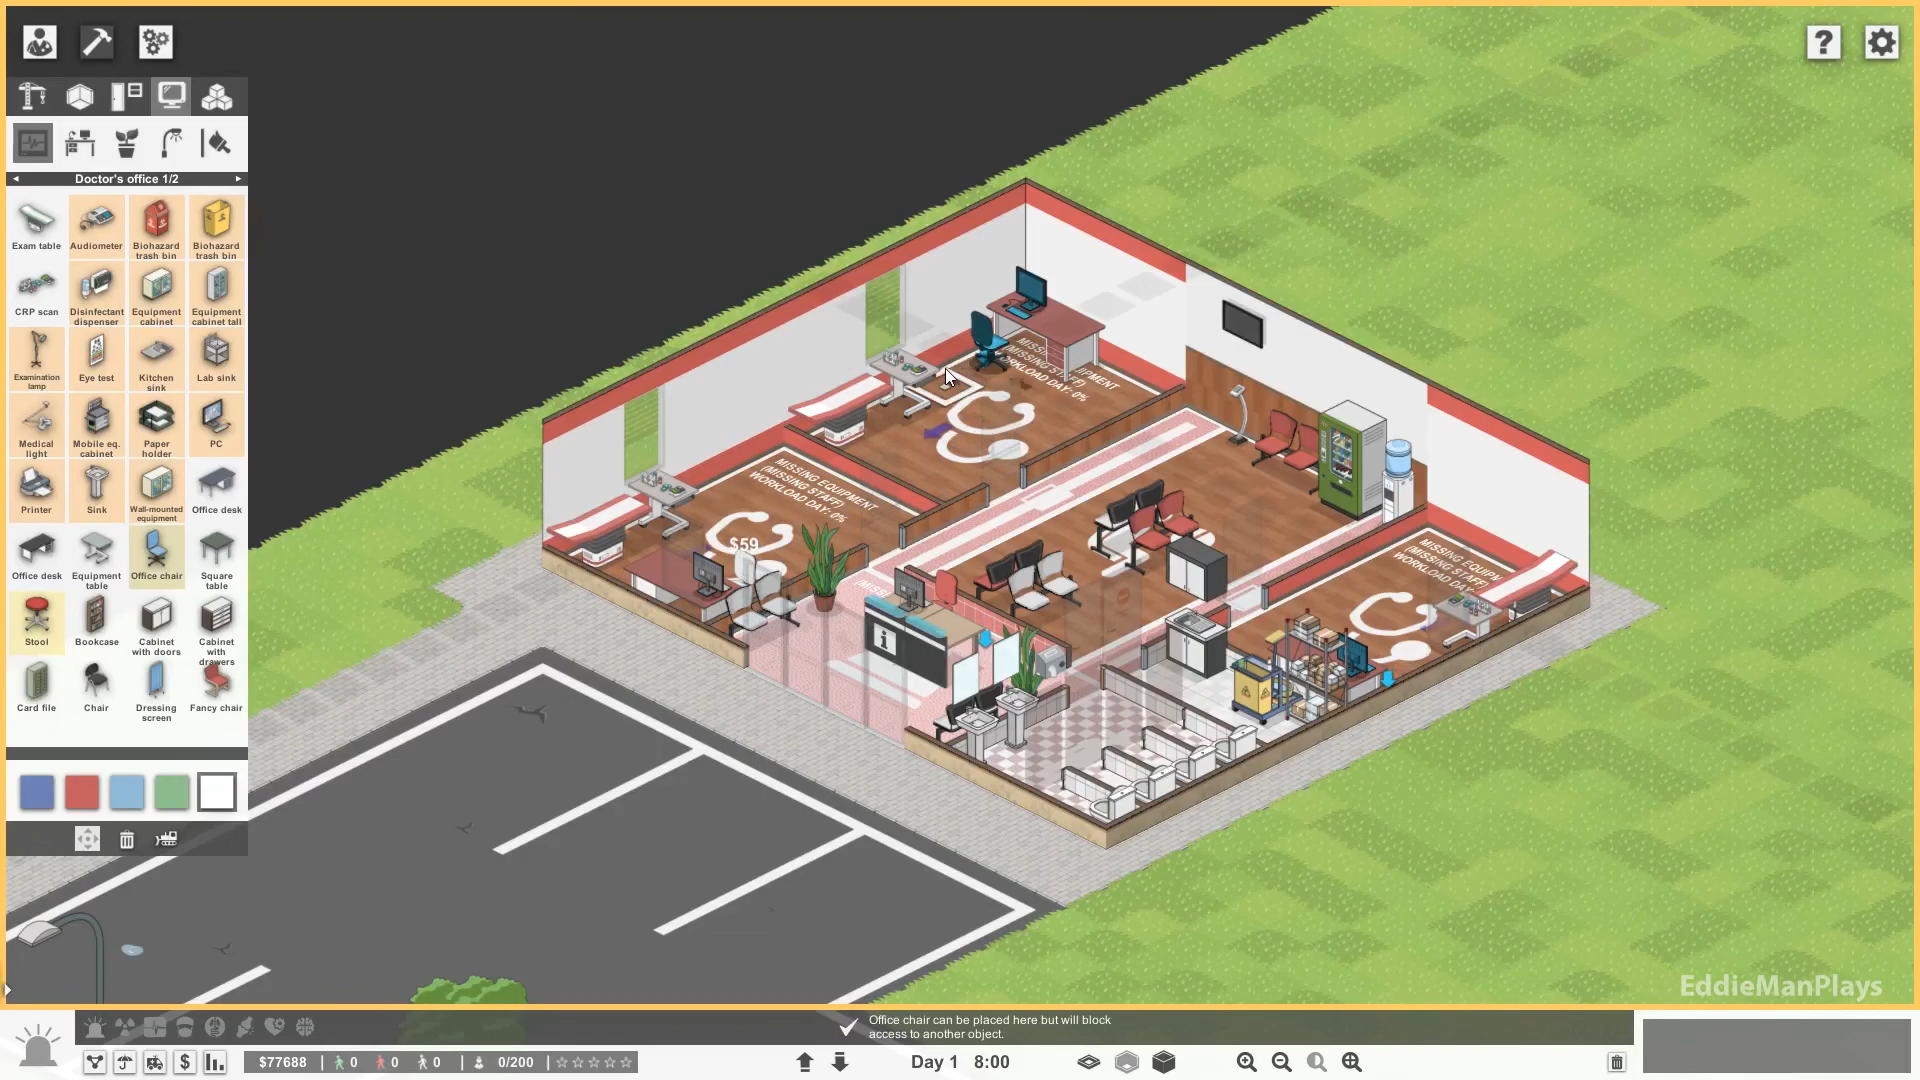 Doctor's office 1/2
Exam table
Audiometer
Biohazard trash bin
Biohazard trash bin
CRP scan
Disinfectant dispenser
Equipment cabinet
Equipment cabinet tall
Examination lamp
Eye test
Kitchen sink
Lab sink
Medical light
Mobile eq. cabinet
Paper holder
PC
Printer
Sink
Wall-mounted equipment
Office desk
Office desk
Equipment table
Office chair
Square table
Stool
Bookcase
Cabinet with doors
Cabinet with drawers
Card file
Chair
Dressing screen
Fancy chair
(MISSING STAFF)
WORKLOAD DAY: 0%
MISSING EQUIPMENT
(MISSING STAFF)
WORKLOAD DAY: 0%
$59
MISSING EQUIPM
(MISSING STAFF)
WORKLOAD DAY
EddieManPlays
Office chair can be placed here but will block
access to another object.
$77688 | 0 0 0 | 0/200 |
Day 1 8:00